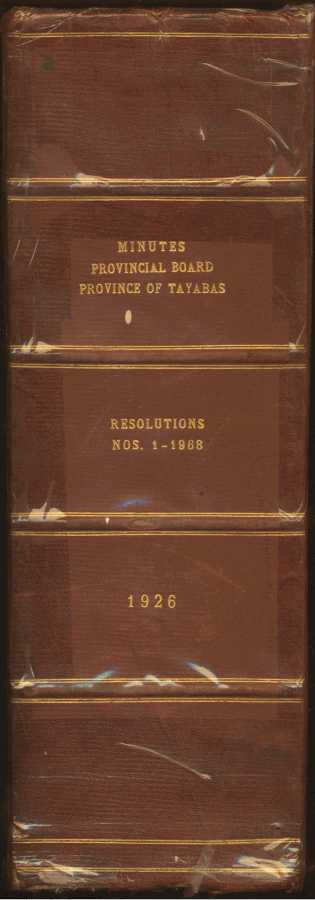 MINUTES
PROVINCIAL BOARD
PROVINCE OF TAYABAS
RESOLUTIONS
NOS. 1-1968
1926